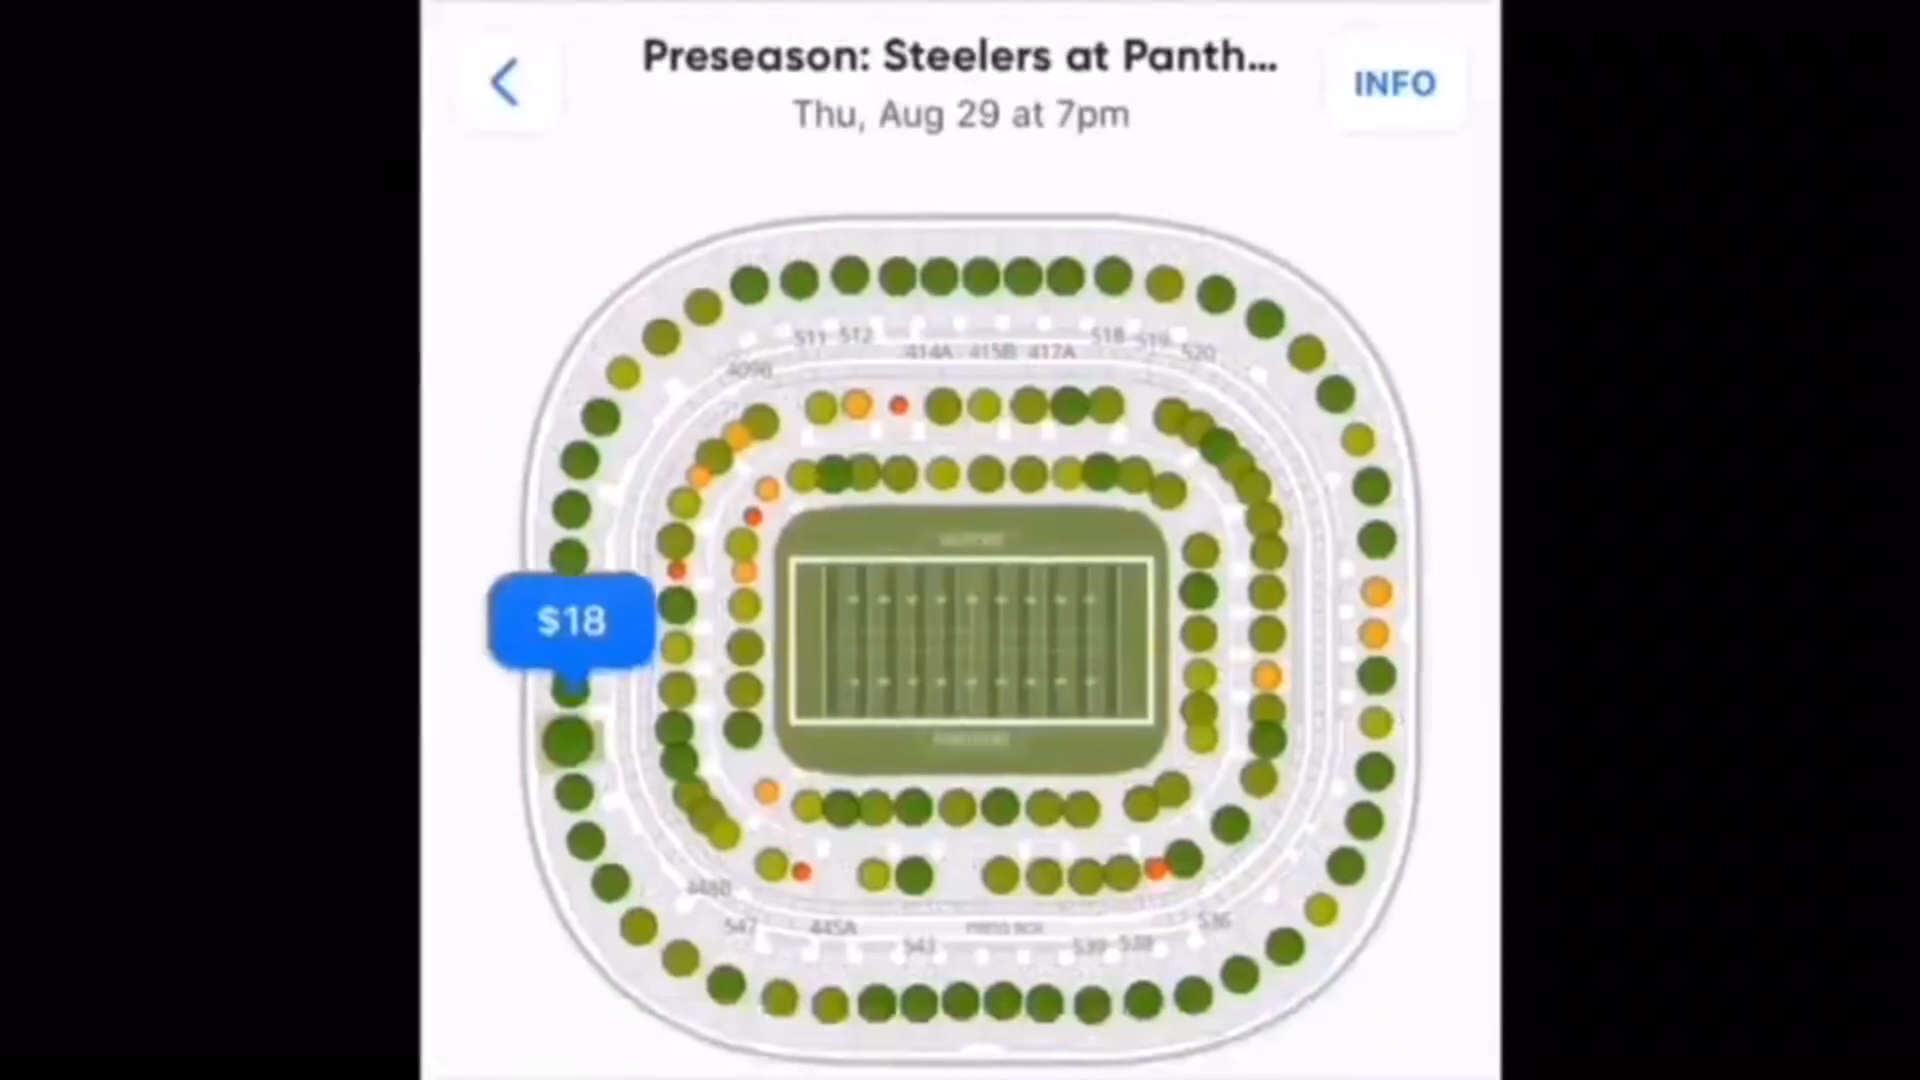 Preseason: Steelers at Panth...
INFO
Thu, Aug 29 at 7pm
511 512
518 519 520
414A 415B 417A
409B
$18
448B
547
445A
543
PRESS BOX
539 538
536